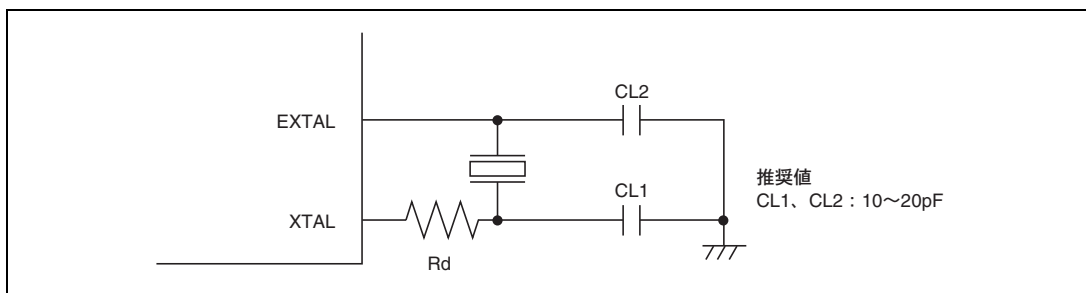 CL2
EXTAL
推奨値
CL1、CL2：10～20pF
CL1
XTAL
Rd